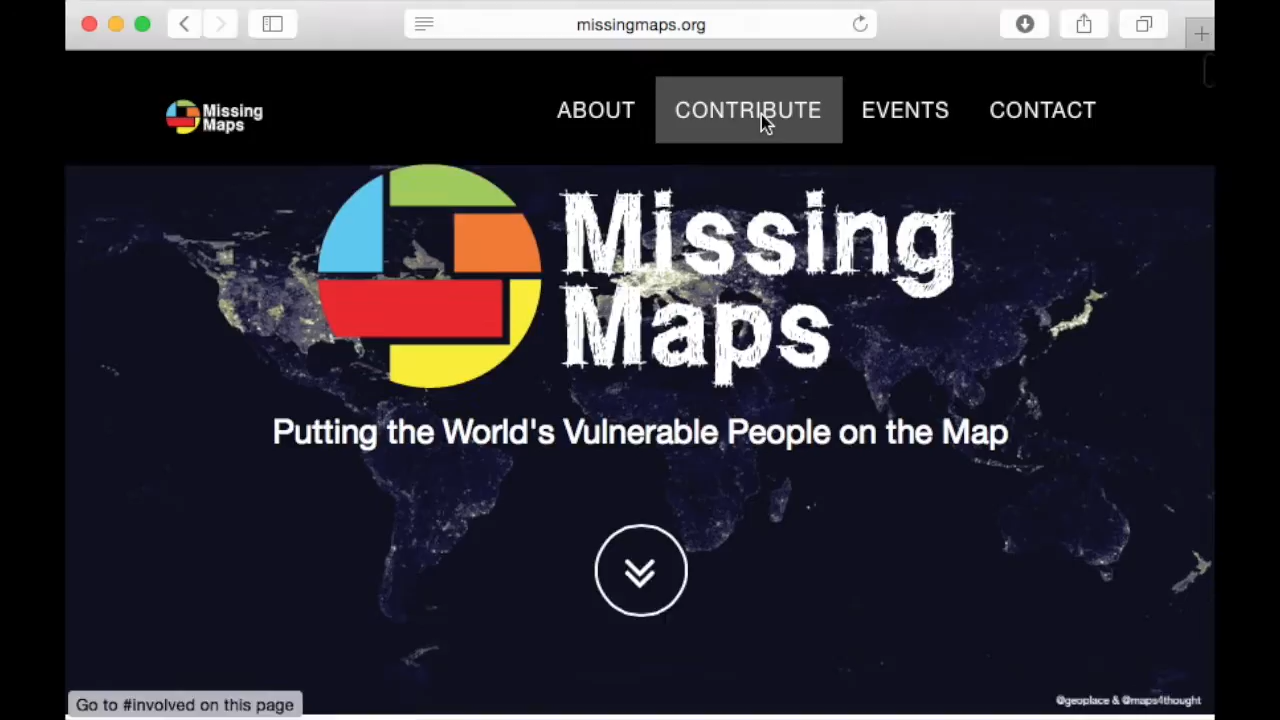 missingmaps.org
Missing
Maps
ABOUT CONTRIBUTE EVENTS CONTACT
Missing
Maps
Putting the World's Vulnerable People on the Map
Go to #involved on this page
@geoplace & @maps4thought